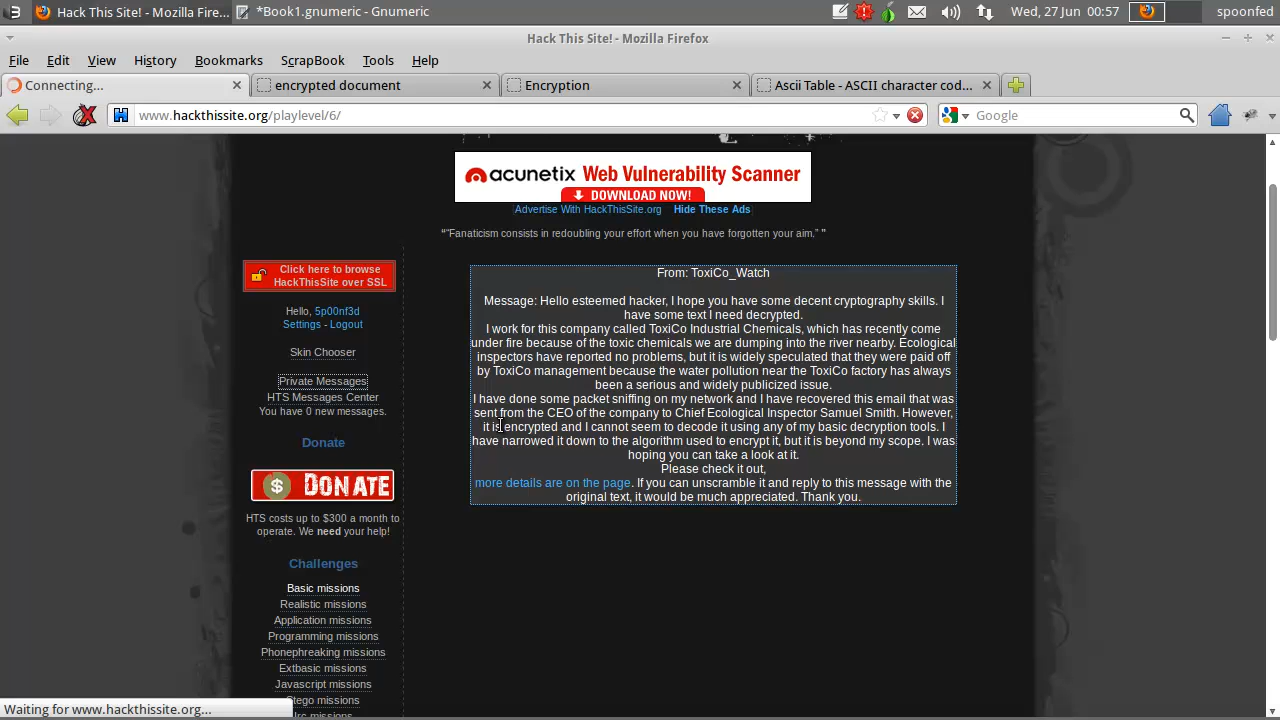 Hack This Site! - Mozilla Fire...
*Book1.gnumeric - Gnumeric
Wed, 27 Jun 00:57
spoonfed
Hack This Site! - Mozilla Firefox
File Edit View History Bookmarks ScrapBook Tools Help
Connecting...
encrypted document
Encryption
Ascii Table - ASCII character cod...
www.hackthissite.org/playlevel/6/
Google
acunetix Web Vulnerability Scanner
DOWNLOAD NOW!
Advertise With HackThisSite.org Hide These Ads
“"Fanaticism consists in redoubling your effort when you have forgotten your aim." ”
Click here to browse
HackThisSite over SSL
Hello, 5p00nf3d
Settings - Logout
Skin Chooser
Private Messages
HTS Messages Center
You have 0 new messages.
Donate
DONATE
HTS costs up to $300 a month to
operate. We need your help!
Challenges
Basic missions
Realistic missions
Application missions
Programming missions
Phonephreaking missions
Extbasic missions
Javascript missions
Stego missions
Irc missions
From: ToxiCo_Watch
Message: Hello esteemed hacker, I hope you have some decent cryptography skills. I
have some text I need decrypted.
I work for this company called ToxiCo Industrial Chemicals, which has recently come
under fire because of the toxic chemicals we are dumping into the river nearby. Ecological
inspectors have reported no problems, but it is widely speculated that they were paid off
by ToxiCo management because the water pollution near the ToxiCo factory has always
been a serious and widely publicized issue.
I have done some packet sniffing on my network and I have recovered this email that was
sent from the CEO of the company to Chief Ecological Inspector Samuel Smith. However,
it is encrypted and I cannot seem to decode it using any of my basic decryption tools. I
have narrowed it down to the algorithm used to encrypt it, but it is beyond my scope. I was
hoping you can take a look at it.
Please check it out,
more details are on the page. If you can unscramble it and reply to this message with the
original text, it would be much appreciated. Thank you.
Waiting for www.hackthissite.org...